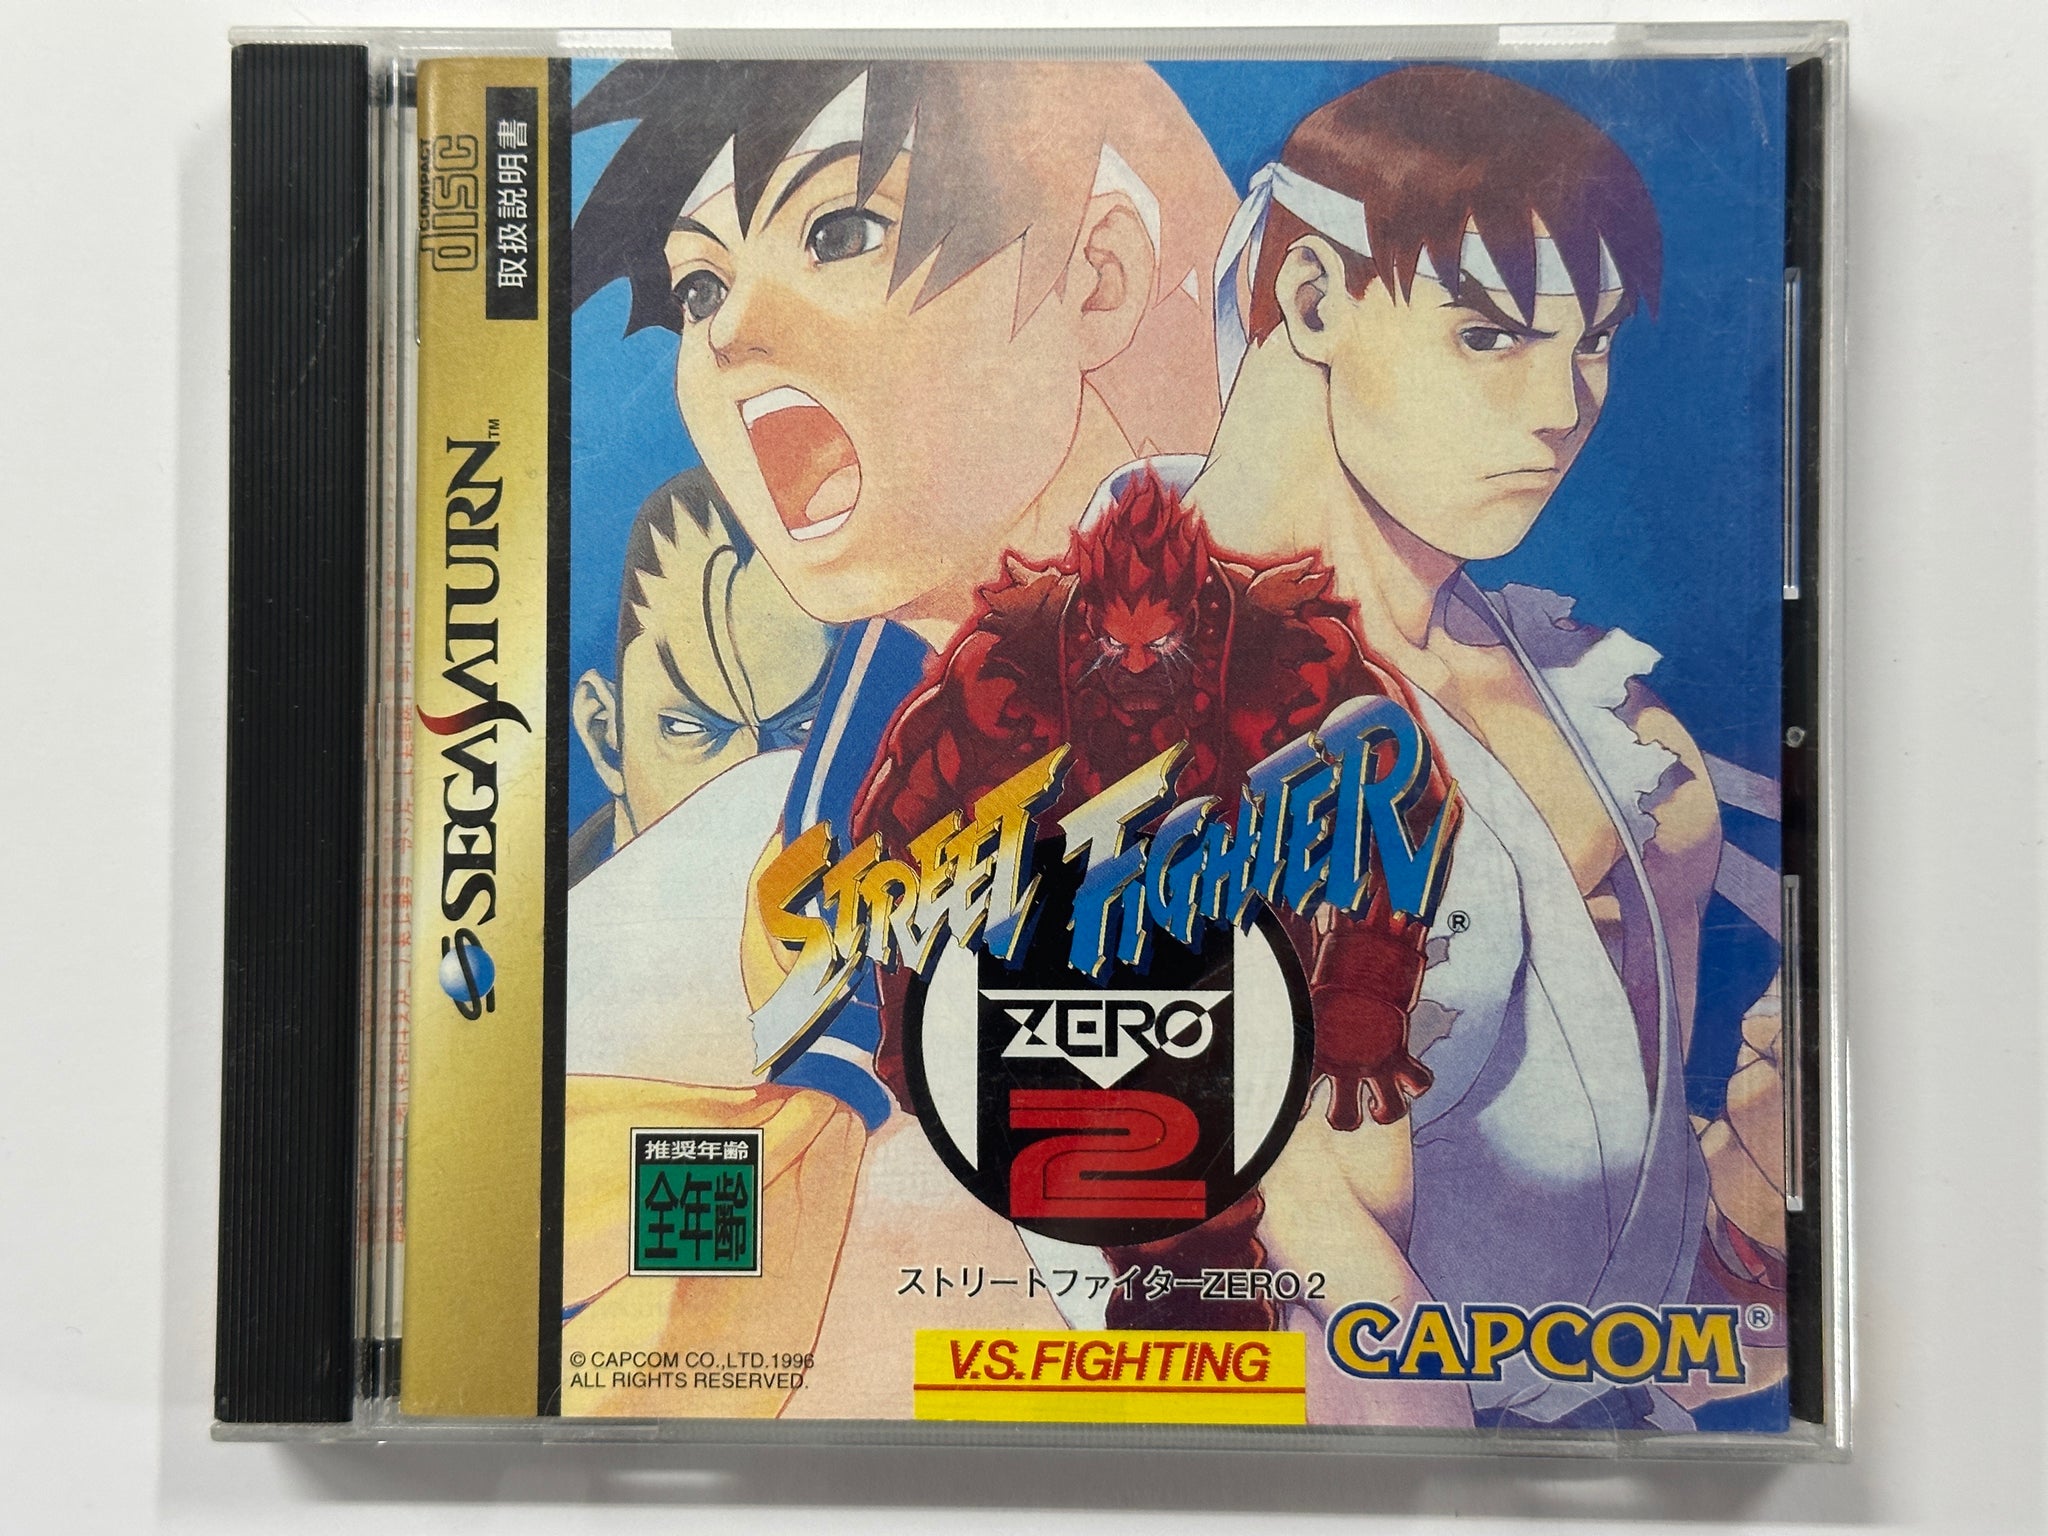 COMPACT
disc
取扱説明書
SEGA SATURN™
STREET FIGHTER®
ZERO
2
推奨年齢
全年齢
ストリートファイターZERO2
© CAPCOM CO.,LTD.1996
ALL RIGHTS RESERVED.
V.S. FIGHTING
CAPCOM®